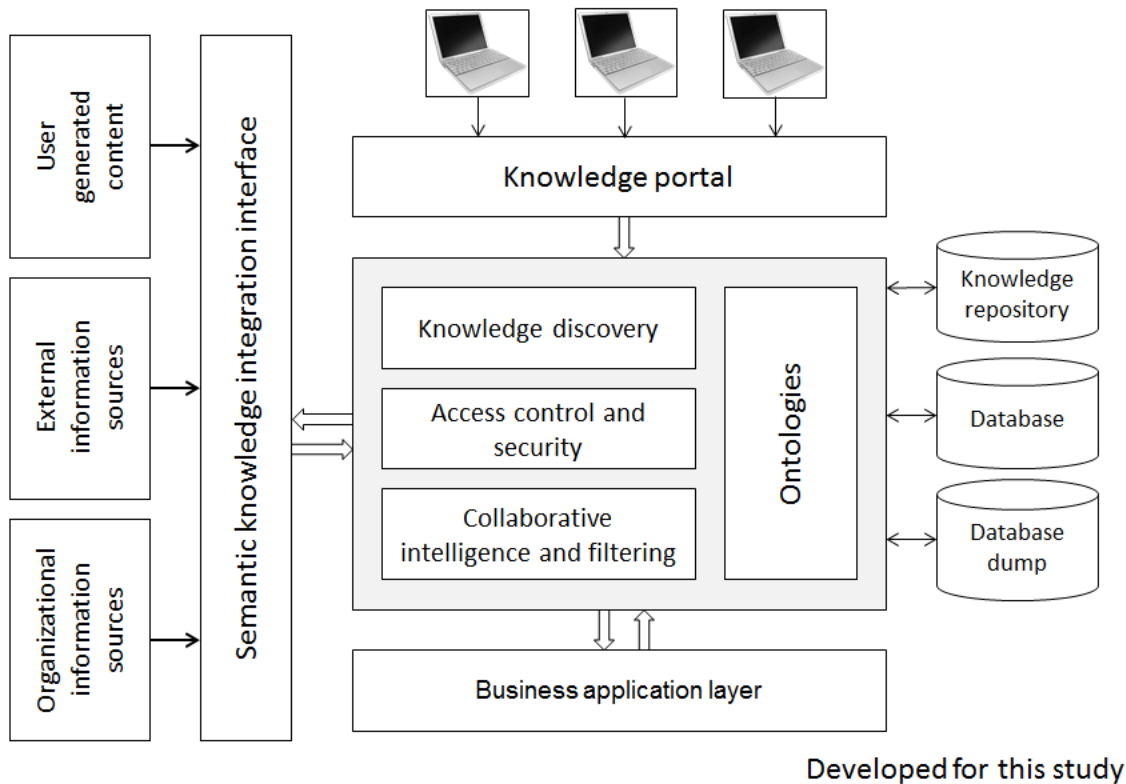 User
generated
content
External
information
sources
Organizational
information
sources
Semantic knowledge integration interface
Knowledge portal
Knowledge discovery
Access control and
security
Collaborative
intelligence and filtering
Ontologies
Knowledge
repository
Database
Database
dump
Business application layer
Developed for this study